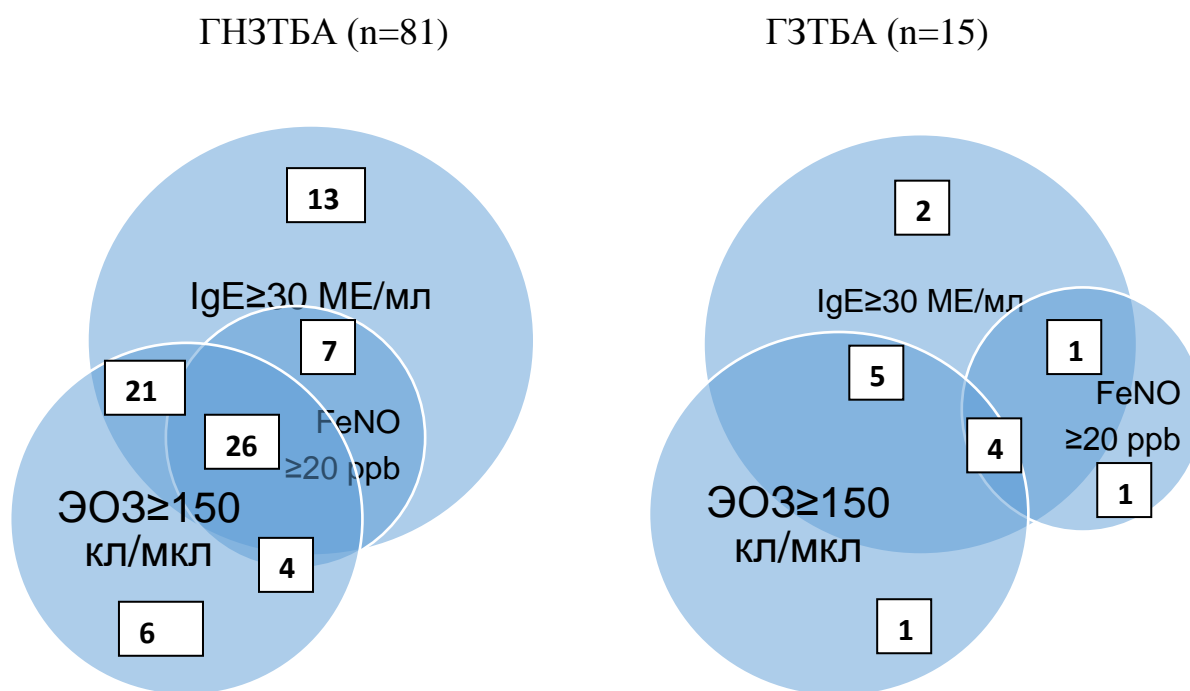 ГНЗТБА (n=81)
13
IgE≥30 МЕ/мл
7
21
FeNO
≥20 ppb
26
ЭОЗ≥150
кл/мкл
4
6
ГЗТБА (n=15)
2
IgE≥30 МЕ/мл
1
5
FeNO
≥20 ppb
4
1
ЭОЗ≥150
кл/мкл
1